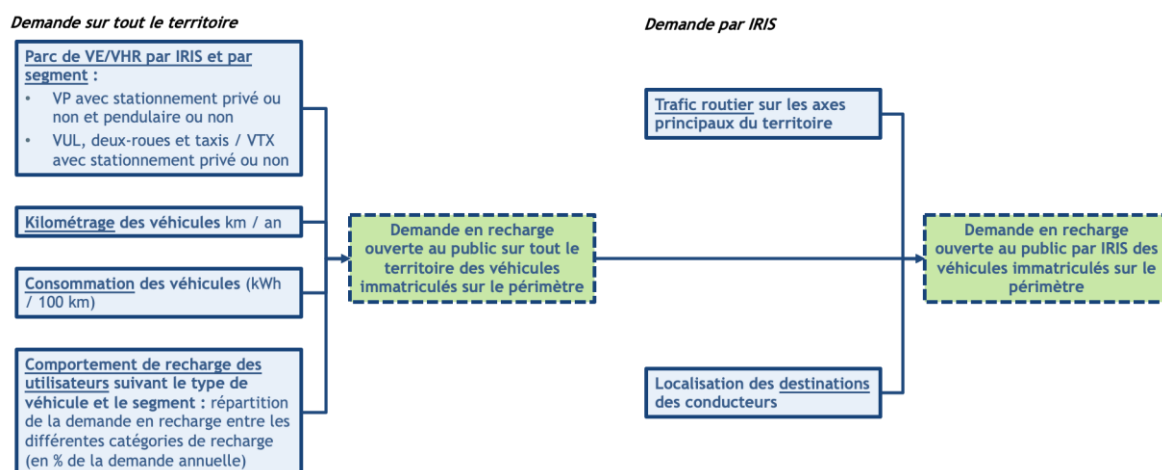 Demande sur tout le territoire
Parc de VE/VHR par IRIS et par
segment :
• VP avec stationnement privé ou
non et pendulaire ou non
• VUL, deux-roues et taxis / VTX
avec stationnement privé ou non
Kilométrage des véhicules km / an
Consommation des véhicules (kWh
/ 100 km)
Comportement de recharge des
utilisateurs suivant le type de
véhicule et le segment : répartition
de la demande en recharge entre les
différentes catégories de recharge
(en % de la demande annuelle)
Demande en recharge
ouverte au public sur tout le
territoire des véhicules
immatriculés sur le périmètre
Demande par IRIS
Trafic routier sur les axes
principaux du territoire
Localisation des destinations
des conducteurs
Demande en recharge
ouverte au public par IRIS des
véhicules immatriculés sur le
périmètre